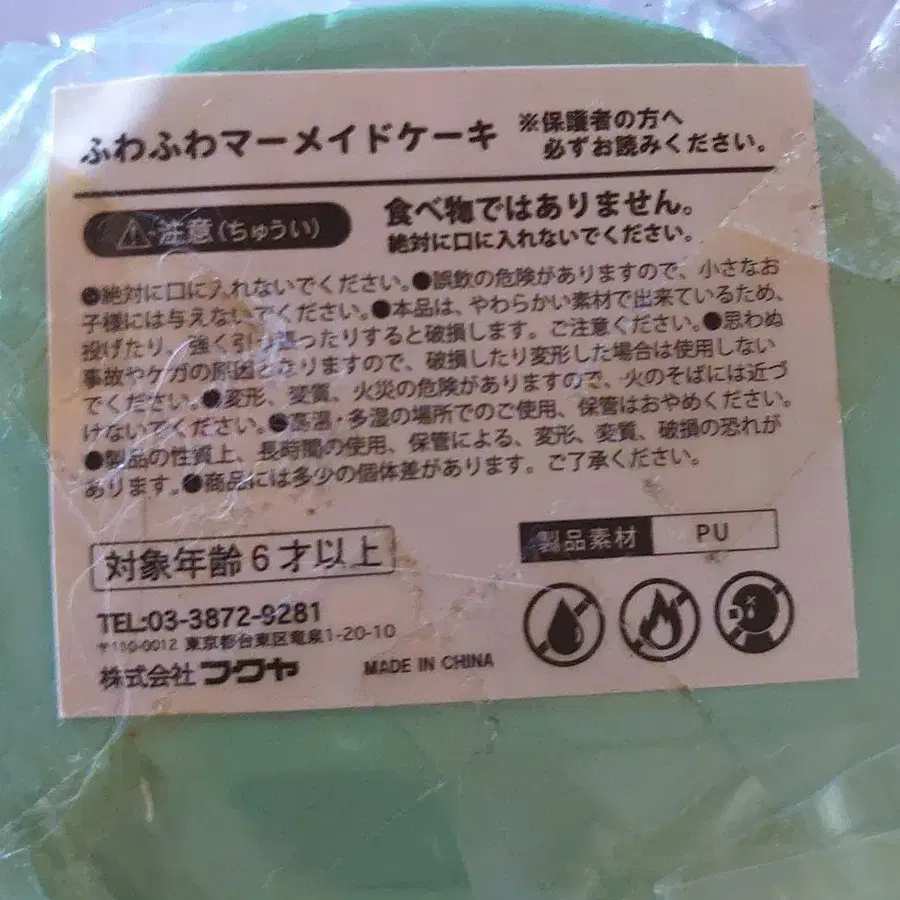 ふわふわマーメイドケーキ
※保護者の方へ
必ずお読みください。
注意(ちゅうい)
食べ物ではありません。
絶対に口に入れないでください。
●絶対に口に入れないでください。●誤飲の危険がありますので、小さなお
子様には与えないでください。●本品は、やわらかい素材で出来ているため、
投げたり、強く引っ張ったりすると破損します。ご注意ください。●思わぬ
事故やケガの原因となりますので、破損したり変形した場合は使用しない
でください。●変形、変質、火災の危険がありますので、火のそばには近づ
けないでください。●高温・多湿の場所でのご使用、保管はおやめください。
●製品の性質上、長時間の使用、保管による、変形、変質、破損の恐れが
あります。●商品には多少の個体差があります。ご了承ください。
対象年齢6才以上
製品素材 PU
TEL:03-3872-9281
〒110-0012 東京都台東区竜泉1-20-10
株式会社フクヤ MADE IN CHINA